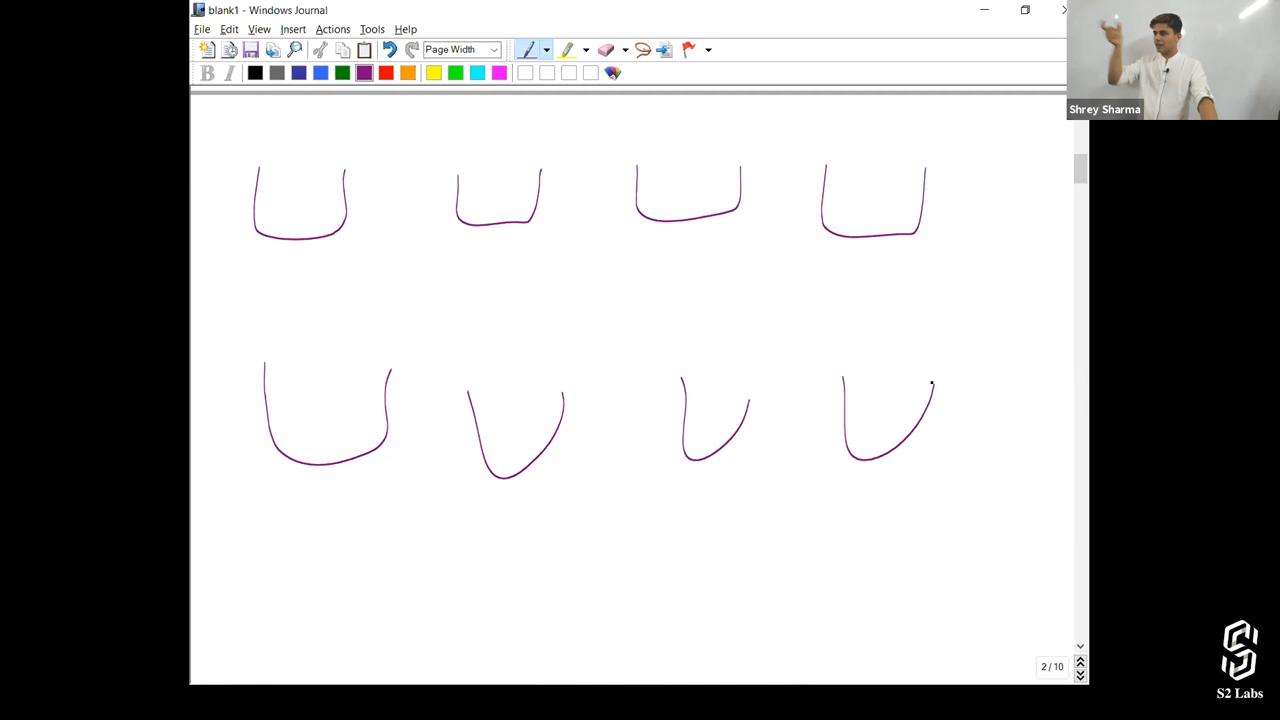 blank1 - Windows Journal
File Edit View Insert Actions Tools Help
Page Width
B I
Shrey Sharma
2 / 10
S2 Labs